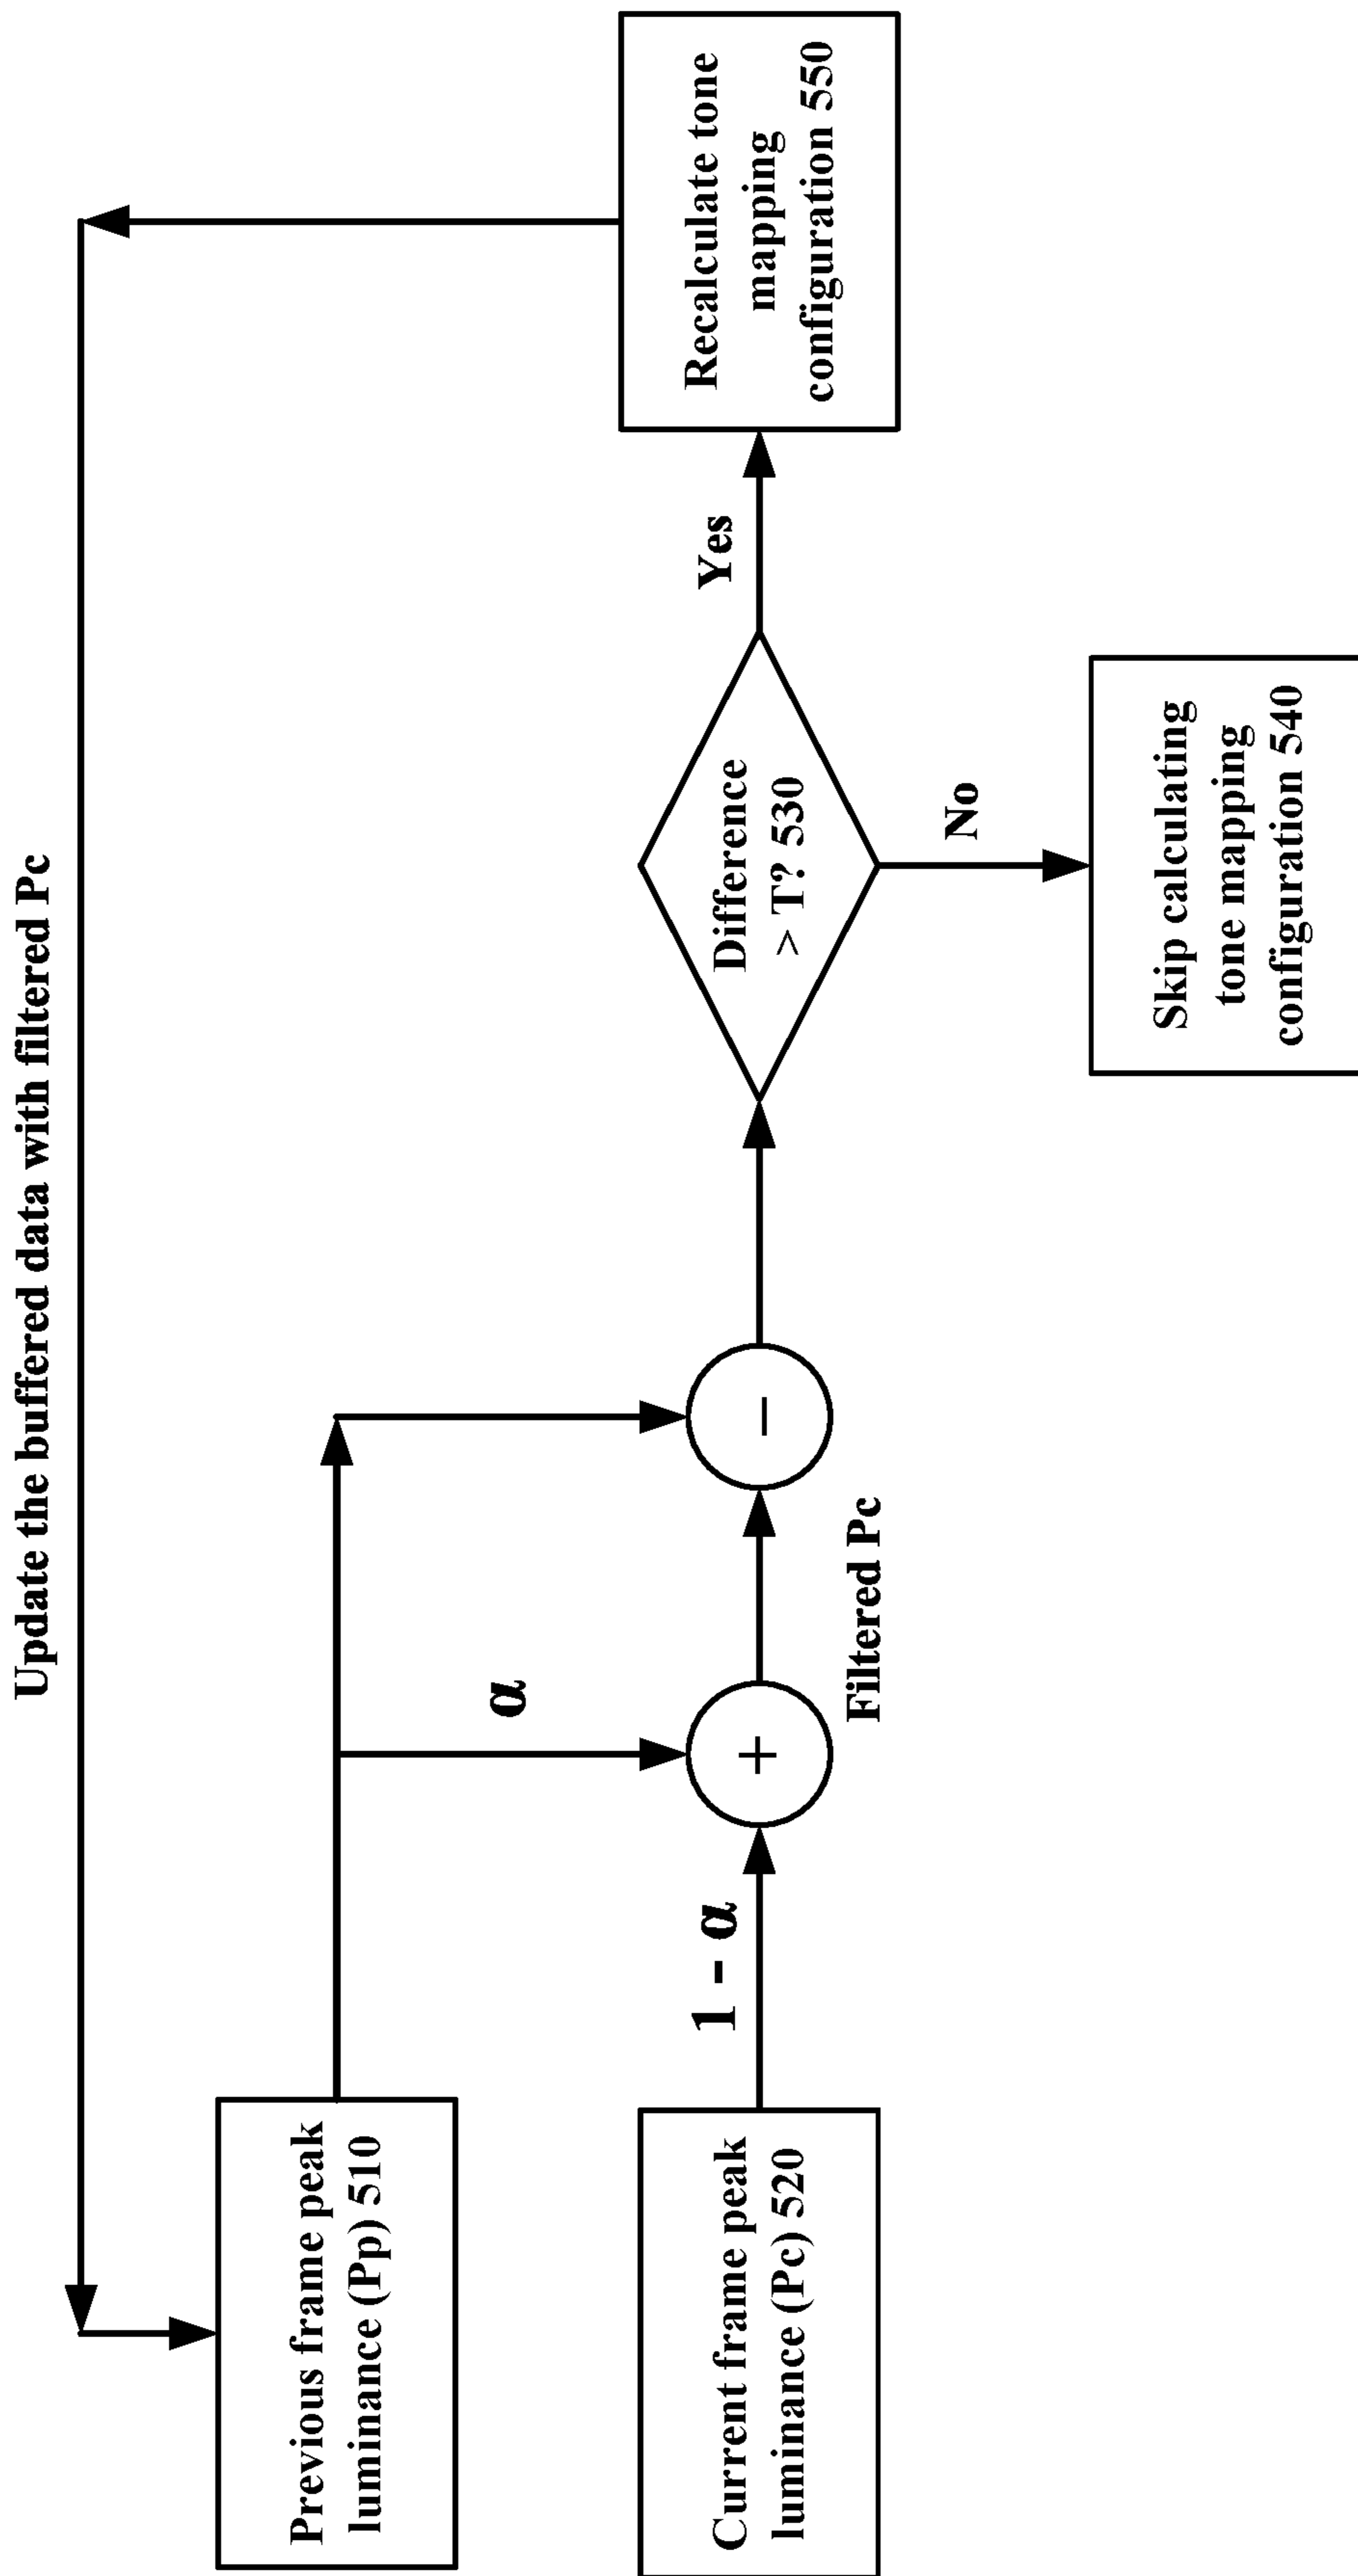 Update the buffered data with filtered Pc
Previous frame peak
luminance (Pp) 510
α
Current frame peak
luminance (Pc) 520
1 - α
+
Filtered Pc
−
Difference
> T? 530
Yes
No
Recalculate tone
mapping
configuration 550
Skip calculating
tone mapping
configuration 540